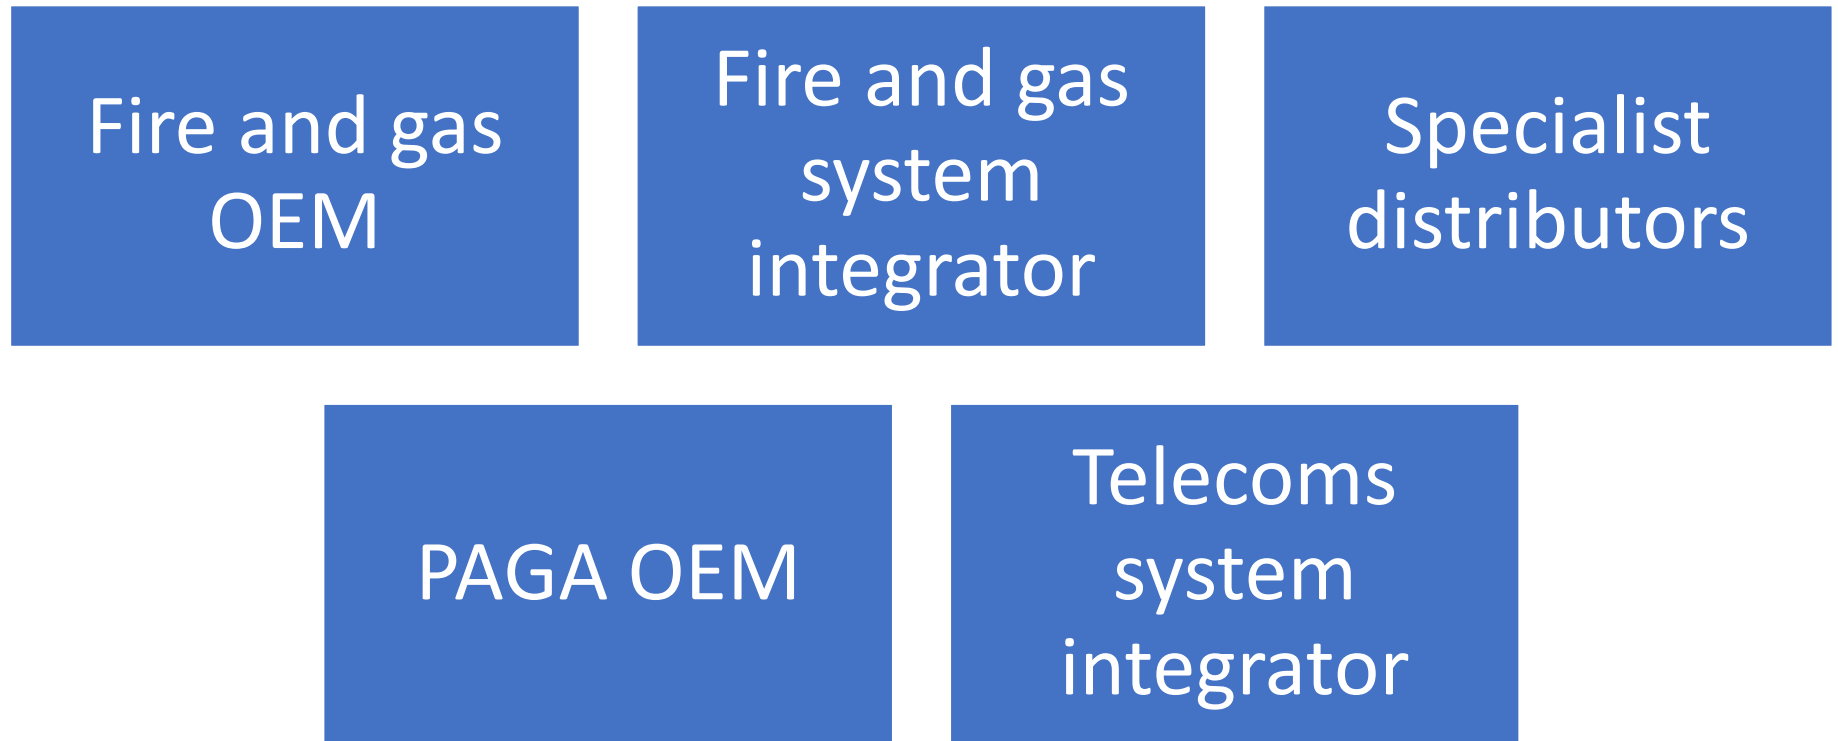 Fire and gas
OEM
Fire and gas
system
integrator
Specialist
distributors
PAGA OEM
Telecoms
system
integrator